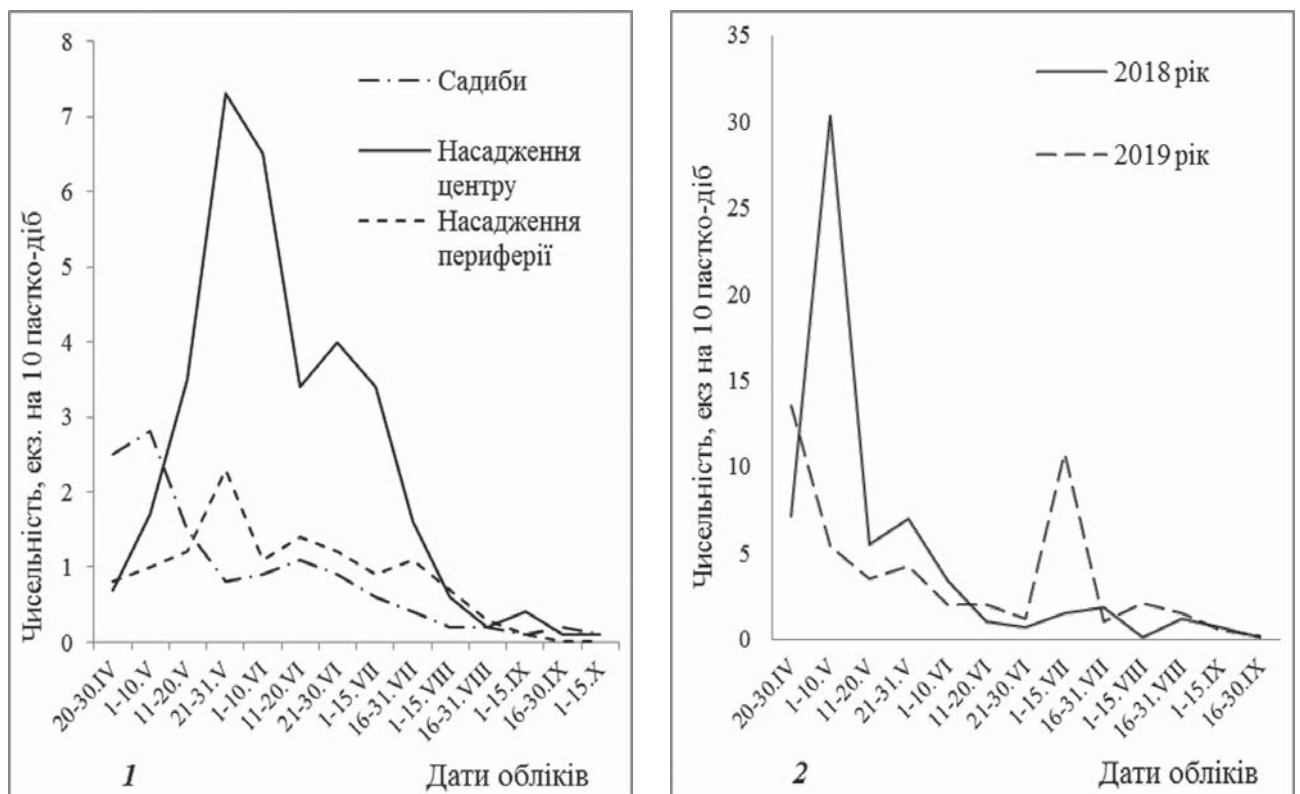 Чисельність, екз. на 10 пастко-діб
8
7
6
5
4
3
2
1
0
Садиби
Насадження
центру
Насадження
периферії
20-30.IV
1-10.V
11-20.V
21-31.V
1-10.VI
11-20.VI
21-30.VI
1-15.VII
16-31.VII
1-15.VIII
16-31.VIII
1-15.IX
16-30.IX
1-15.X
1
Дати обліків
Чисельність, екз на 10 пастко-діб
35
30
25
20
15
10
5
0
2018 рік
2019 рік
20-30.IV
1-10.V
11-20.V
21-31.V
1-10.VI
11-20.VI
21-30.VI
1-15.VII
16-31.VII
1-15.VIII
16-31.VIII
1-15.IX
16-30.IX
2
Дати обліків